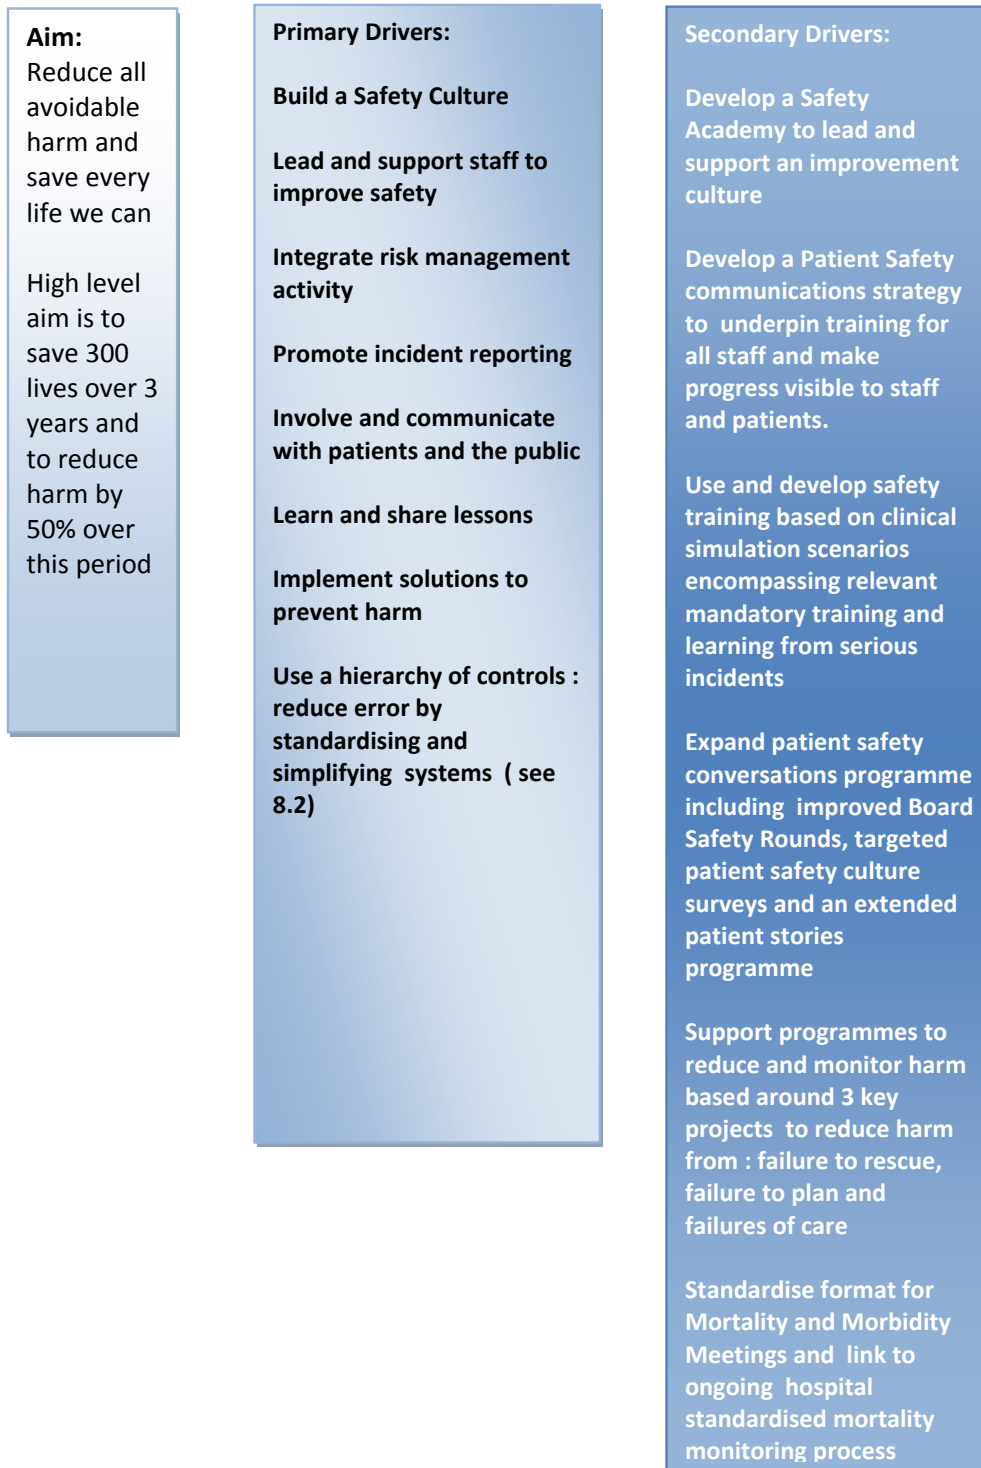 Aim:
Reduce all
avoidable
harm and
save every
life we can
High level
aim is to
save 300
lives over 3
years and
to reduce
harm by
50% over
this period
Primary Drivers:
Build a Safety Culture
Lead and support staff to
improve safety
Integrate risk management
activity
Promote incident reporting
Involve and communicate
with patients and the public
Learn and share lessons
Implement solutions to
prevent harm
Use a hierarchy of controls :
reduce error by
standardising and
simplifying systems ( see
8.2)
Secondary Drivers:
Develop a Safety
Academy to lead and
support an improvement
culture
Develop a Patient Safety
communications strategy
to underpin training for
all staff and make
progress visible to staff
and patients.
Use and develop safety
training based on clinical
simulation scenarios
encompassing relevant
mandatory training and
learning from serious
incidents
Expand patient safety
conversations programme
including improved Board
Safety Rounds, targeted
patient safety culture
surveys and an extended
patient stories
programme
Support programmes to
reduce and monitor harm
based around 3 key
projects to reduce harm
from : failure to rescue,
failure to plan and
failures of care
Standardise format for
Mortality and Morbidity
Meetings and link to
ongoing hospital
standardised mortality
monitoring process